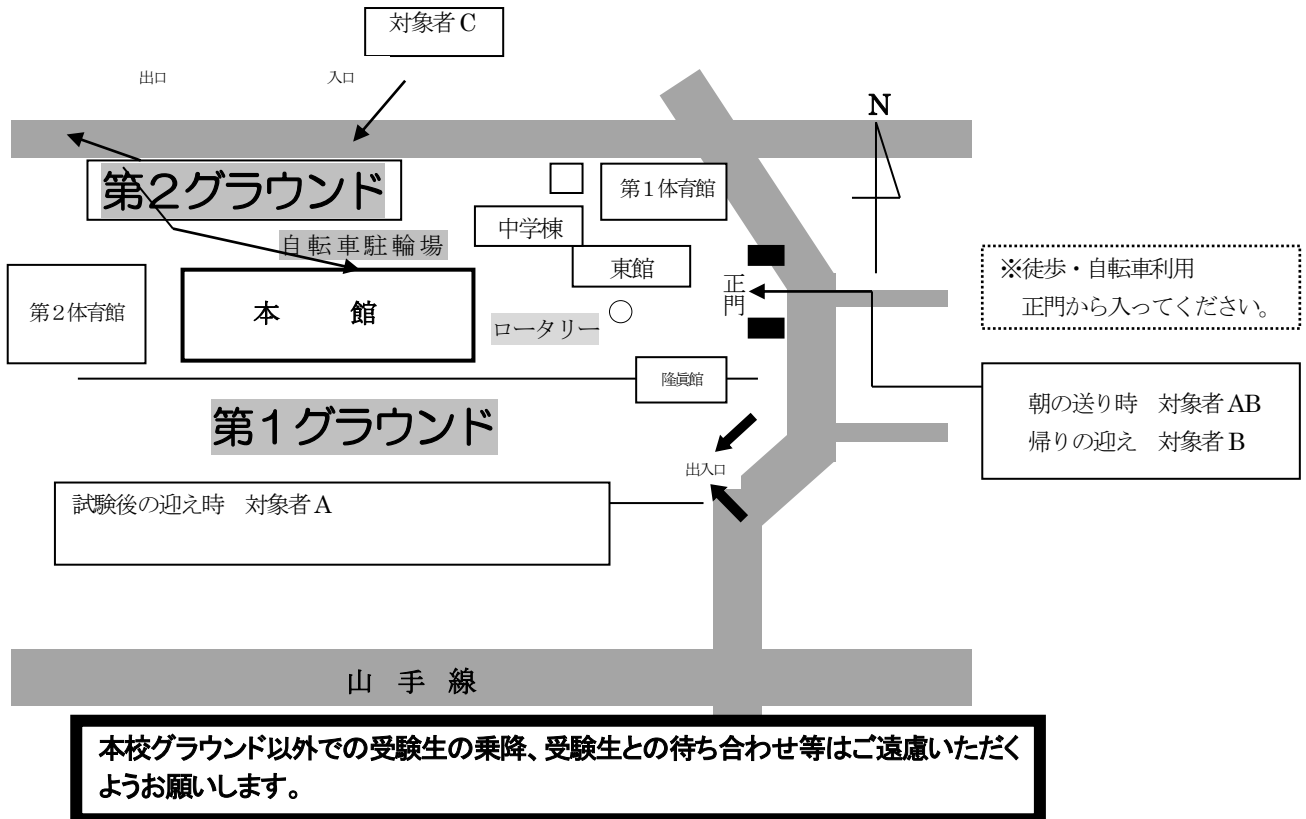 対象者 C
出口
入口
N
第２グラウンド
第１体育館
中学棟
自転車駐輪場
東館
正門
※徒歩・自転車利用
正門から入ってください。
第２体育館
本　館
ロータリー
隆眞館
朝の送り時　対象者 AB
帰りの迎え　対象者 B
第１グラウンド
出入口
試験後の迎え時　対象者 A
山　手　線
本校グラウンド以外での受験生の乗降、受験生との待ち合わせ等はご遠慮いただく
ようお願いします。